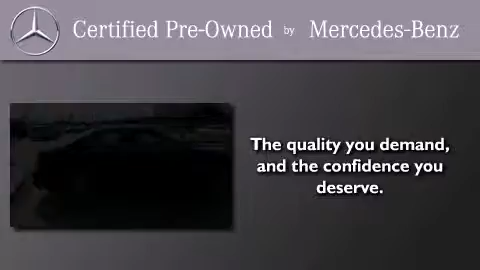 Certified Pre-Owned by Mercedes-Benz
The quality you demand,
and the confidence you
deserve.